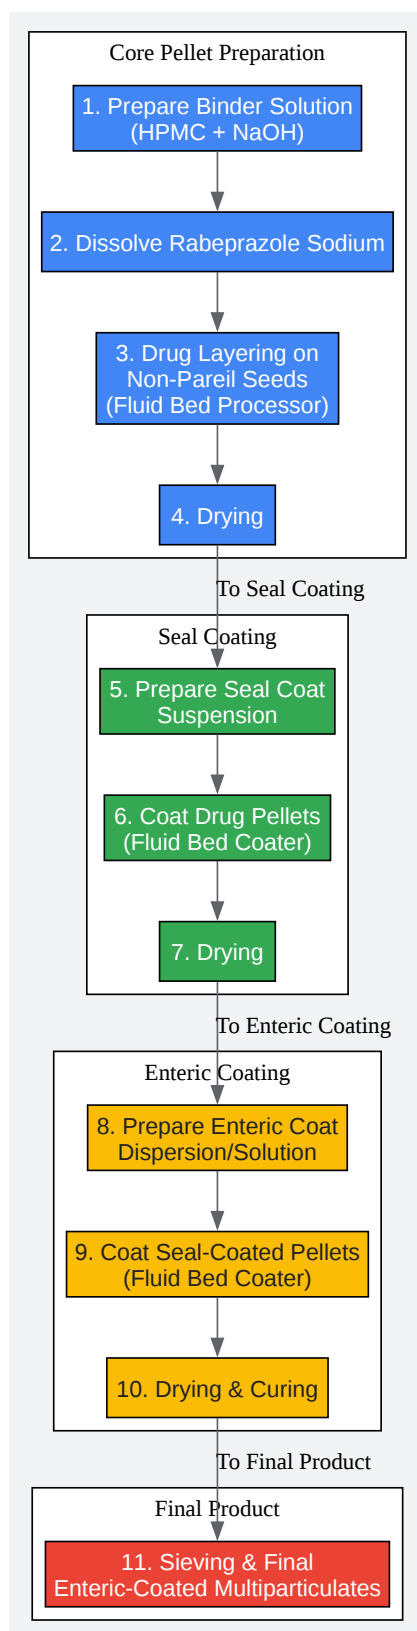 Core Pellet Preparation
1. Prepare Binder Solution
(HPMC + NaOH)
2. Dissolve Rabeprazole Sodium
3. Drug Layering on
Non-Pareil Seeds
(Fluid Bed Processor)
4. Drying
To Seal Coating
Seal Coating
5. Prepare Seal Coat
Suspension
6. Coat Drug Pellets
(Fluid Bed Coater)
7. Drying
To Enteric Coating
Enteric Coating
8. Prepare Enteric Coat
Dispersion/Solution
9. Coat Seal-Coated Pellets
(Fluid Bed Coater)
10. Drying & Curing
To Final Product
Final Product
11. Sieving & Final
Enteric-Coated Multiparticulates